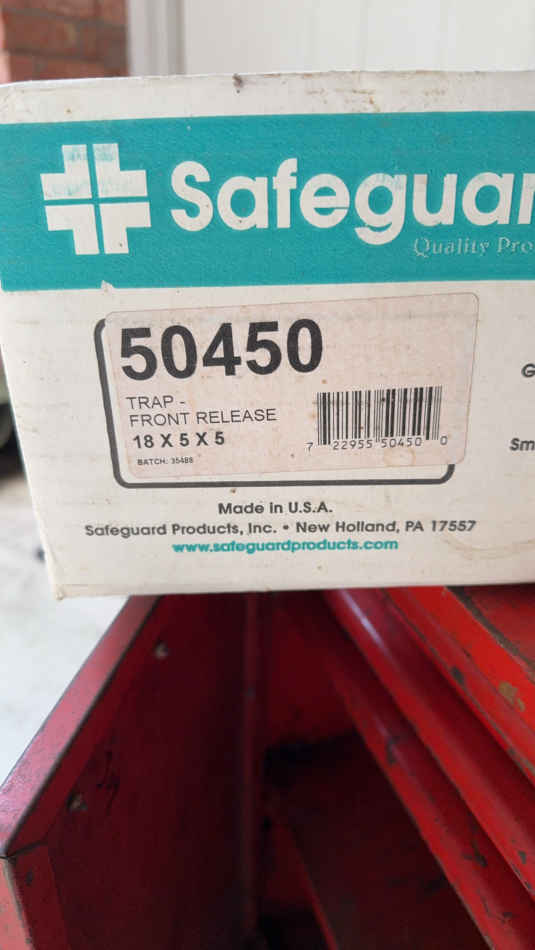 Safeguar
Quality Pro
50450
TRAP -
FRONT RELEASE
18 X 5 X 5
BATCH: 35488
7 22955 50450 0
G
Sm
Made in U.S.A.
Safeguard Products, Inc. • New Holland, PA 17557
www.safeguardproducts.com